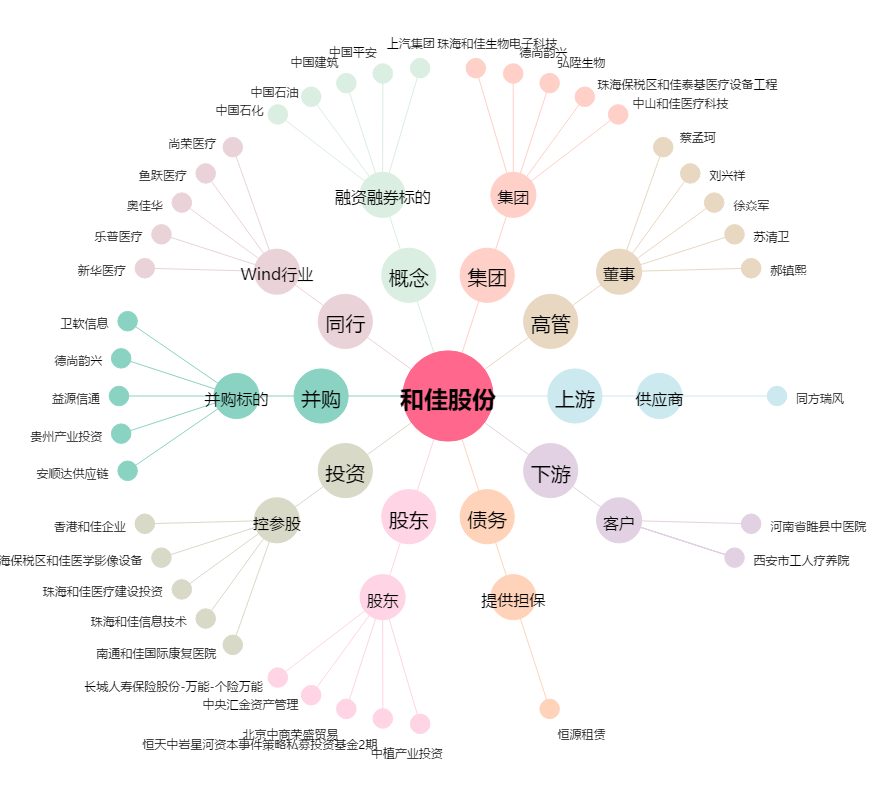 上汽集团
珠海和佳生物电子科技
中国平安
德尚韵兴
中国建筑
弘陞生物
中国石油
珠海保税区和佳泰基医疗设备工程
中国石化
中山和佳医疗科技
尚荣医疗
蔡孟珂
鱼跃医疗
刘兴祥
融资融券标的
集团
奥佳华
徐焱军
乐普医疗
苏清卫
新华医疗
Wind行业
概念
集团
董事
郝镇熙
卫软信息
同行
高管
德尚韵兴
益源信通
并购标的
并购
和佳股份
上游
供应商
同方瑞风
贵州产业投资
安顺达供应链
投资
下游
香港和佳企业
控参股
股东
债务
客户
河南省睢县中医院
海保税区和佳医学影像设备
西安市工人疗养院
珠海和佳医疗建设投资
股东
提供担保
珠海和佳信息技术
南通和佳国际康复医院
长城人寿保险股份-万能-个险万能
中央汇金资产管理
北京中商荣盛贸易
恒源租赁
恒天中岩星河资本事件策略私募投资基金2期
中植产业投资